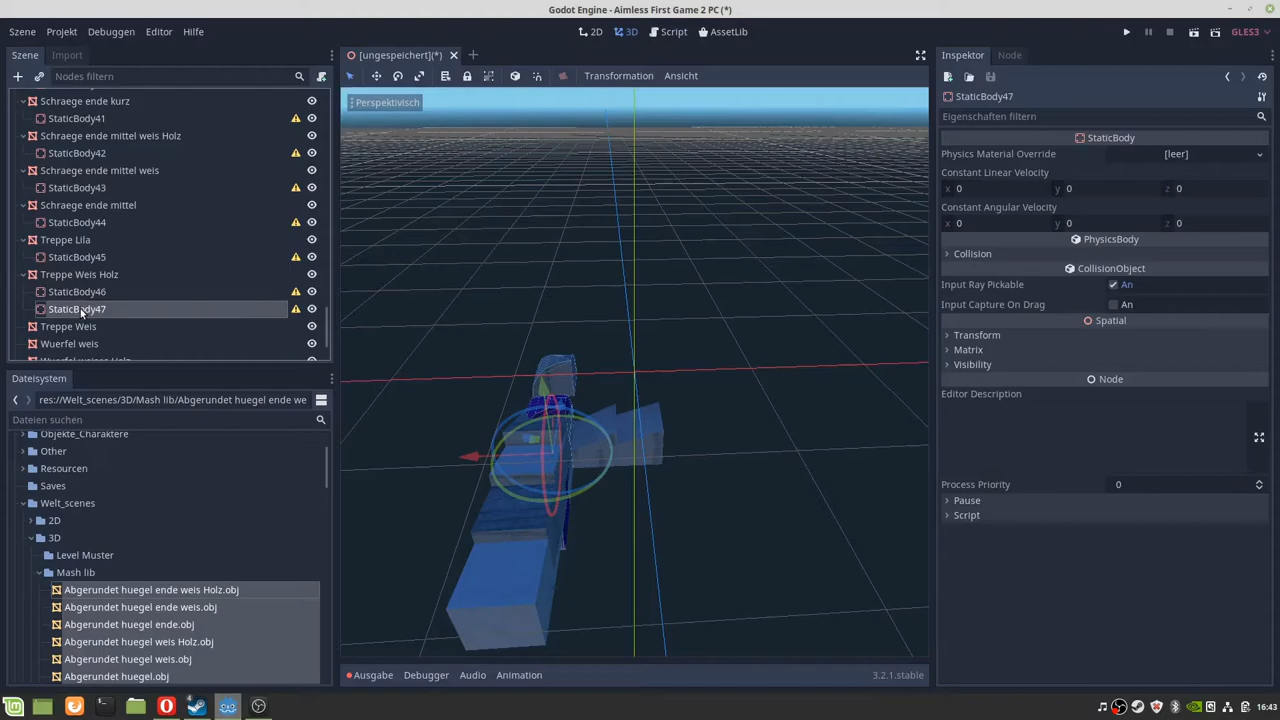 Godot Engine - Aimless First Game 2 PC (*)
Szene Projekt Debuggen Editor Hilfe
2D 3D Script AssetLib
GLES3
Szene Import
Nodes filtern
Schraege ende kurz
StaticBody41
Schraege ende mittel weis Holz
StaticBody42
Schraege ende mittel weis
StaticBody43
Schraege ende mittel
StaticBody44
Treppe Lila
StaticBody45
Treppe Weis Holz
StaticBody46
StaticBody47
Treppe Weis
Wuerfel weis
Wuerfel weises Holz
Dateisystem
res://Welt_scenes/3D/Mash lib/Abgerundet huegel ende we
Dateien suchen
Objekte_Charaktere
Other
Resourcen
Saves
Welt_scenes
2D
3D
Level Muster
Mash lib
Abgerundet huegel ende weis Holz.obj
Abgerundet huegel ende weis.obj
Abgerundet huegel ende.obj
Abgerundet huegel weis Holz.obj
Abgerundet huegel weis.obj
Abgerundet huegel.obj
[ungespeichert](*)
Transformation Ansicht
Perspektivisch
Ausgabe Debugger Audio Animation 3.2.1.stable
Inspektor Node
StaticBody47
Eigenschaften filtern
StaticBody
Physics Material Override [leer]
Constant Linear Velocity
x 0 y 0 z 0
Constant Angular Velocity
x 0 y 0 z 0
PhysicsBody
Collision
CollisionObject
Input Ray Pickable An
Input Capture On Drag An
Spatial
Transform
Matrix
Visibility
Node
Editor Description
Process Priority 0
Pause
Script
16:43